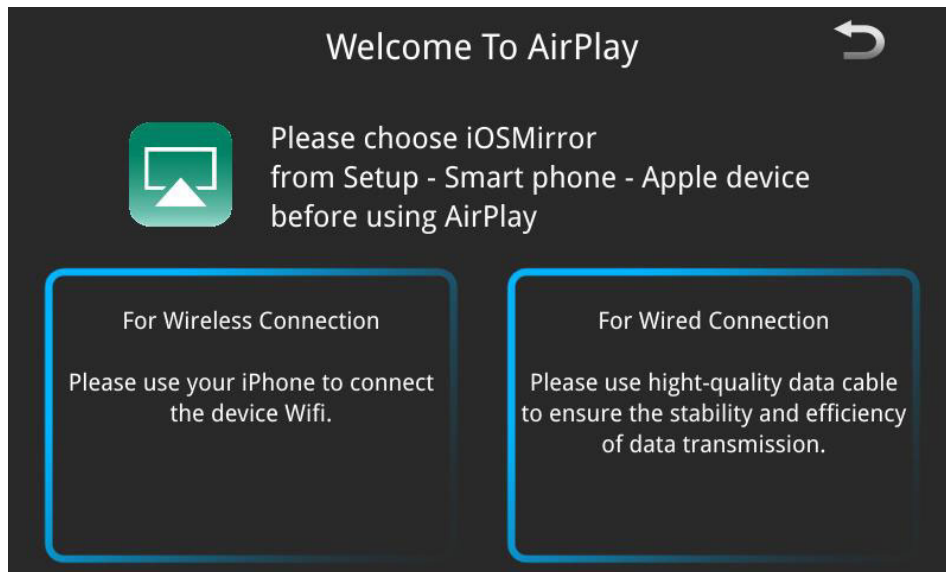 Welcome To AirPlay
Please choose iOSMirror
from Setup - Smart phone - Apple device
before using AirPlay
For Wireless Connection
Please use your iPhone to connect
the device Wifi.
For Wired Connection
Please use hight-quality data cable
to ensure the stability and efficiency
of data transmission.